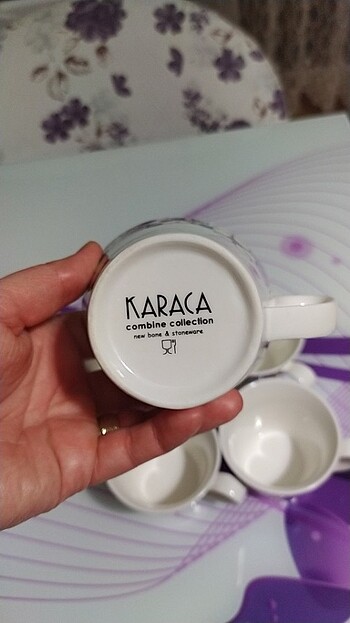 KARACA
combine collection
new bone & stoneware